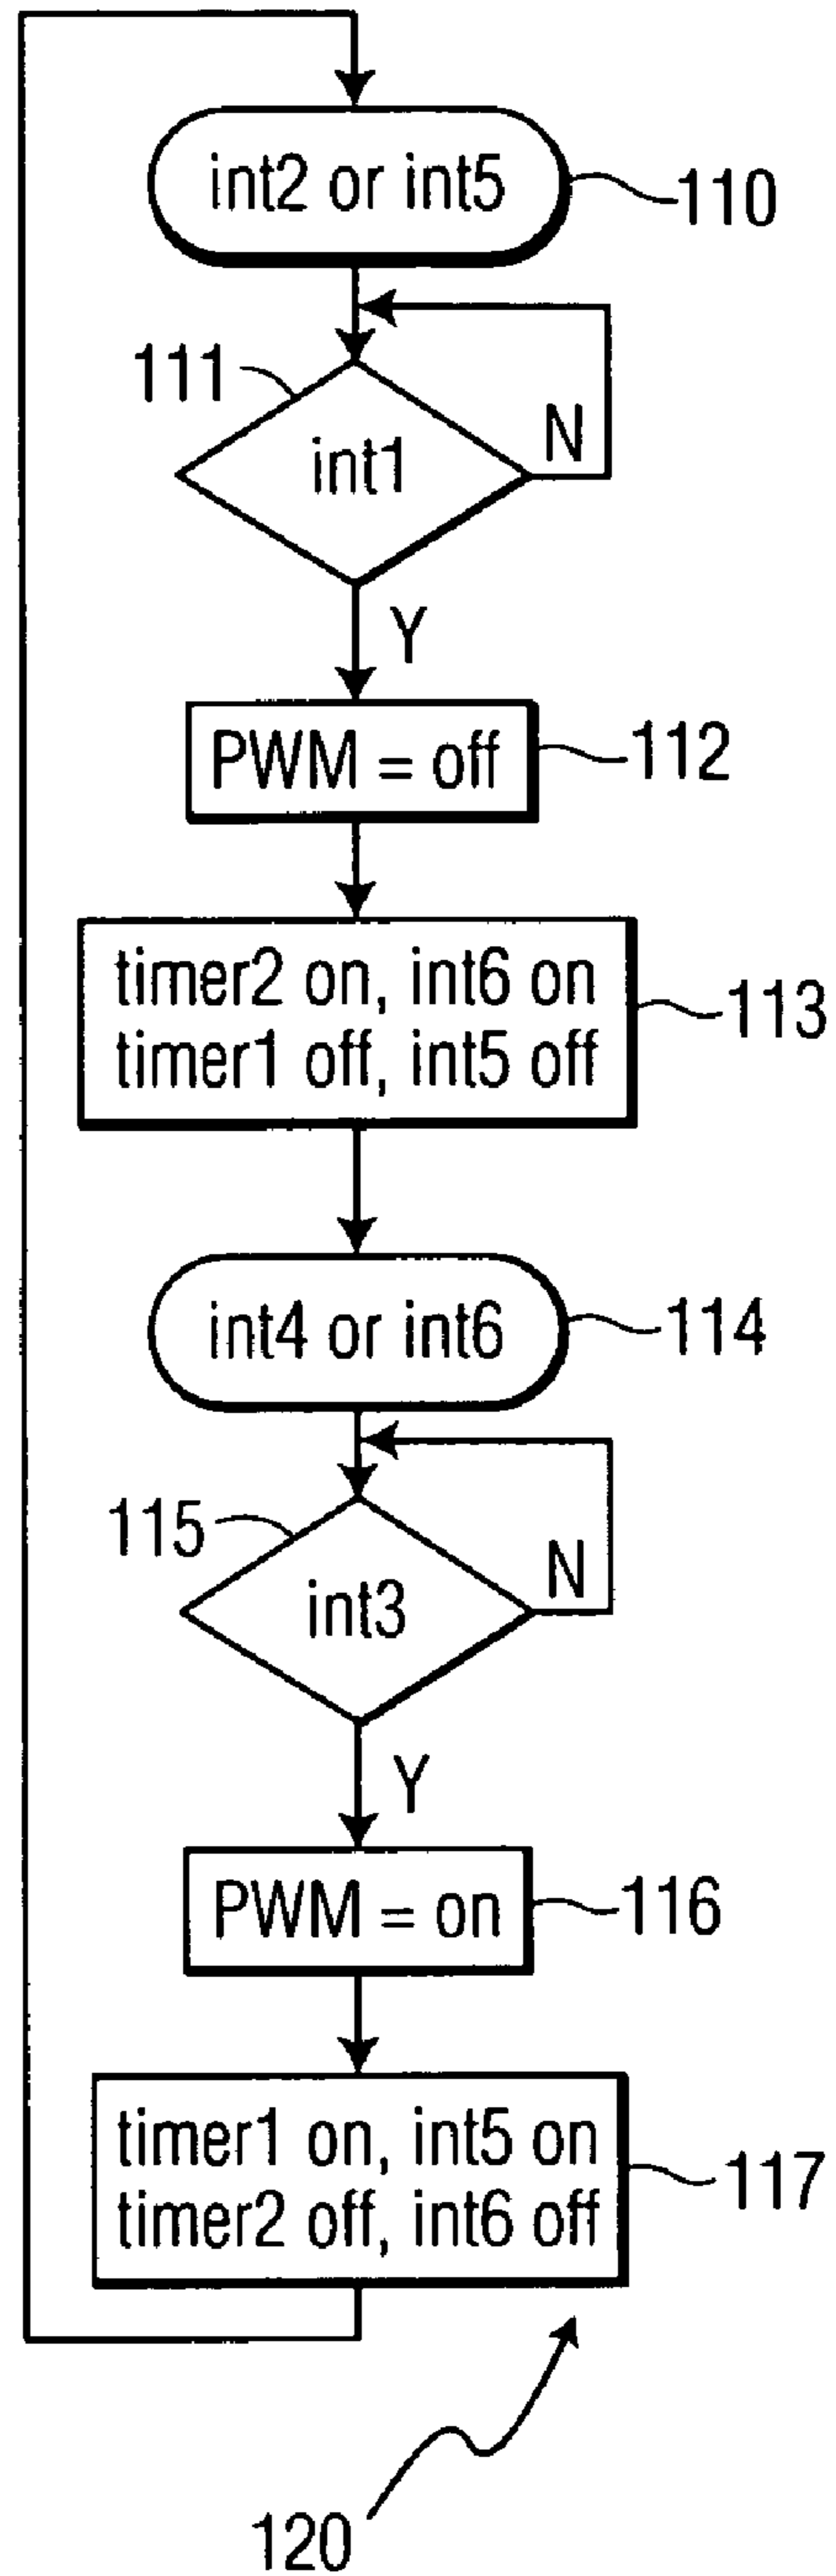 int2 or int5
110
111
int1
N
Y
PWM = off
112
timer2 on, int6 on
timer1 off, int5 off
113
int4 or int6
114
115
int3
N
Y
PWM = on
116
timer1 on, int5 on
timer2 off, int6 off
117
120